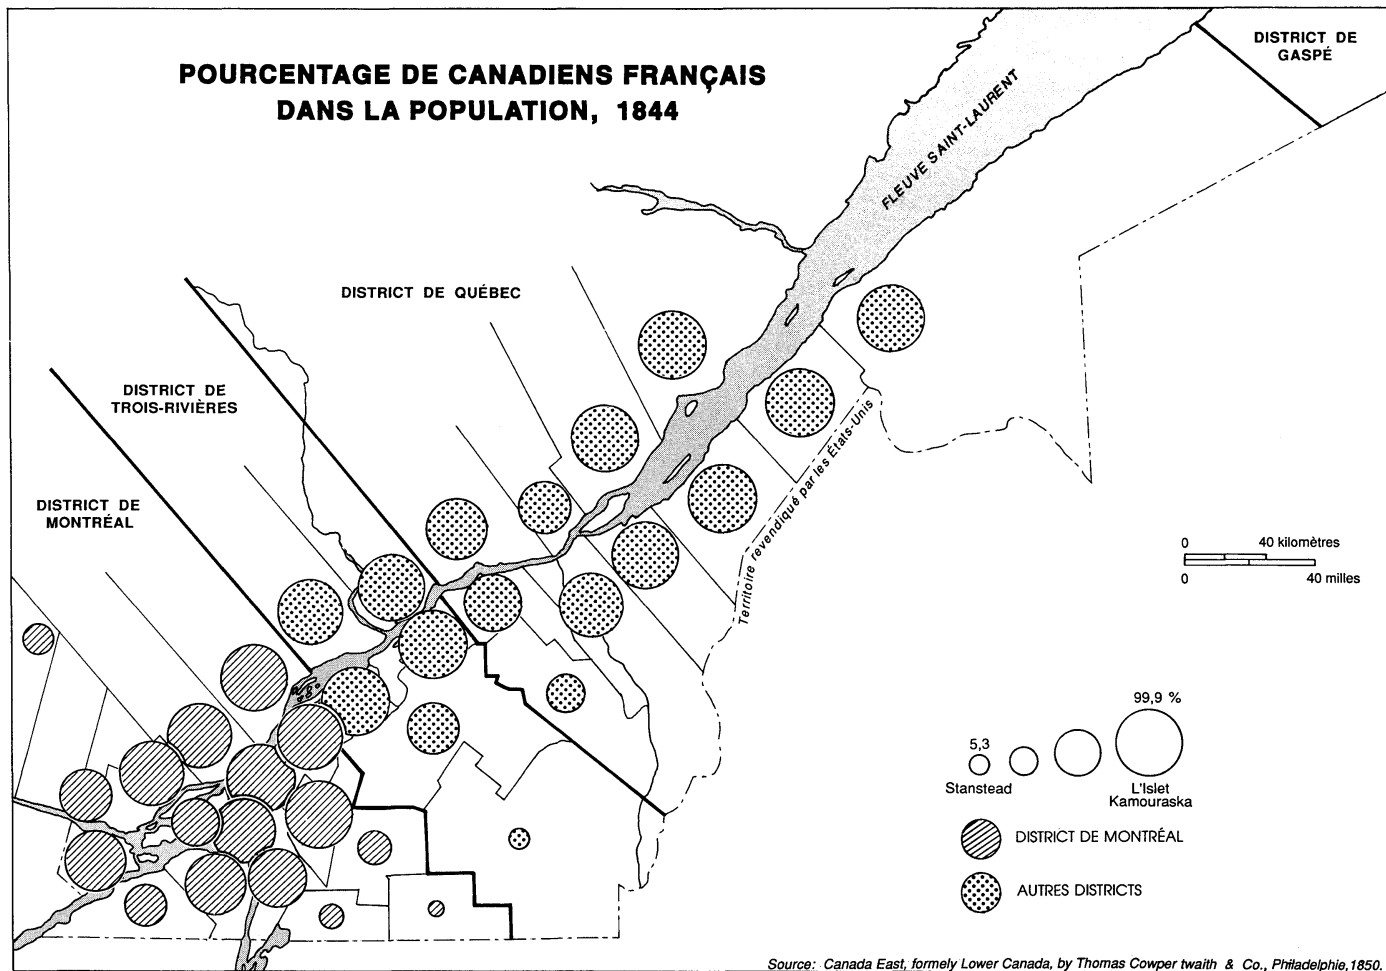 POURCENTAGE DE CANADIENS FRANÇAIS
DANS LA POPULATION, 1844
DISTRICT DE
GASPÉ
FLEUVE SAINT-LAURENT
DISTRICT DE QUÉBEC
DISTRICT DE
TROIS-RIVIÈRES
DISTRICT DE
MONTRÉAL
Territoire revendiqué par les États-Unis
0 40 kilomètres
0 40 milles
99,9 %
5,3
Stanstead
L'Islet
Kamouraska
DISTRICT DE MONTRÉAL
AUTRES DISTRICTS
Source: Canada East, formely Lower Canada, by Thomas Cowper twaith & Co., Philadelphie,1850.